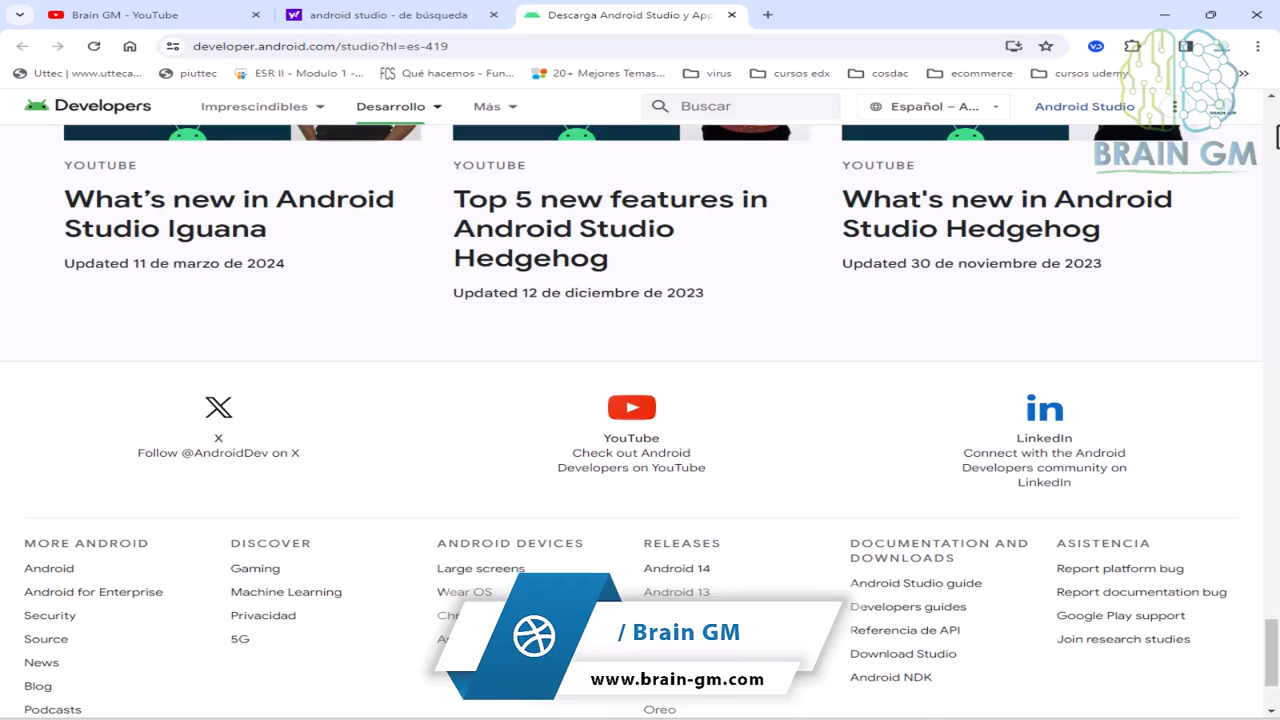 Brain GM - YouTube
android studio - de búsqueda
Descarga Android Studio y App
developer.android.com/studio?hl=es-419
Uttec | www.utteca...
piuttec
ESR II - Modulo 1 -...
Qué hacemos - Fun...
20+ Mejores Temas...
virus
cursos edx
cosdac
ecommerce
cursos udemy
Developers
Imprescindibles
Desarrollo
Más
Buscar
Español – A...
Android Studio
BRAIN GM
YOUTUBE
What’s new in Android
Studio Iguana
Updated 11 de marzo de 2024
YOUTUBE
Top 5 new features in
Android Studio
Hedgehog
Updated 12 de diciembre de 2023
YOUTUBE
What's new in Android
Studio Hedgehog
Updated 30 de noviembre de 2023
X
Follow @AndroidDev on X
YouTube
Check out Android
Developers on YouTube
in
LinkedIn
Connect with the Android
Developers community on
LinkedIn
MORE ANDROID
Android
Android for Enterprise
Security
Source
News
Blog
Podcasts
DISCOVER
Gaming
Machine Learning
Privacidad
5G
ANDROID DEVICES
Large screens
Wear OS
RELEASES
Android 14
Android 13
Oreo
DOCUMENTATION AND
DOWNLOADS
Android Studio guide
Developers guides
Referencia de API
Download Studio
Android NDK
ASISTENCIA
Report platform bug
Report documentation bug
Google Play support
Join research studies
/ Brain GM
www.brain-gm.com